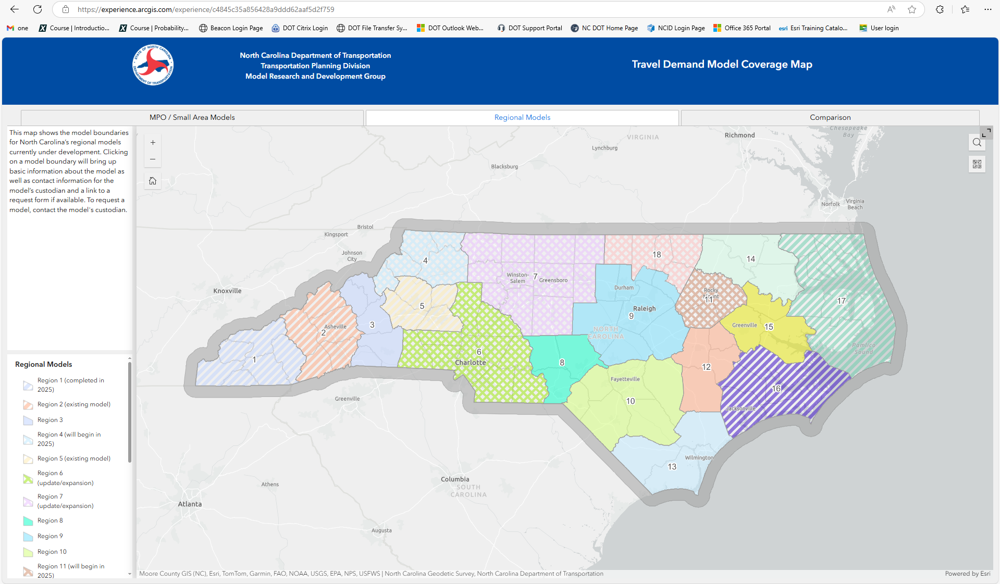 https://experience.arcgis.com/experience/c4845c35a856428a9ddd62aaf5d2f759
one
Course | Introductio...
Course | Probability...
Beacon Login Page
DOT Citrix Login
DOT File Transfer Sy...
DOT Outlook Web...
DOT Support Portal
NC DOT Home Page
NCID Login Page
Office 365 Portal
esri Esri Training Catalo...
User login
STATE OF NORTH CAROLINA
DEPARTMENT OF TRANSPORTATION
North Carolina Department of Transportation
Transportation Planning Division
Model Research and Development Group
Travel Demand Model Coverage Map
MPO / Small Area Models
Regional Models
Comparison
This map shows the model boundaries
for North Carolina's regional models
currently under development. Clicking
on a model boundary will bring up
basic information about the model as
well as contact information for the
model's custodian and a link to a
request form if available. To request a
model, contact the model's custodian.
Regional Models
Region 1 (completed in
2025)
Region 2 (existing model)
Region 3
Region 4 (will begin in
2025)
Region 5 (existing model)
Region 6
(update/expansion)
Region 7
(update/expansion)
Region 8
Region 9
Region 10
Region 11 (will begin in
2025)
Chesapeake
Bay
VIRGINIA
Richmond
Lynchburg
Blacksburg
Norfolk
Virginia
Beach
Bristol
Kingsport
Johnson
City
Knoxville
4
Winston-
Salem
7
Greensboro
18
14
Durham
Raleigh
9
Rocky
Mount
11
17
5
3
Asheville
2
NORTH
CAROLINA
Greenville
15
Pamlico
Sound
1
6
Charlotte
8
12
Fayetteville
10
16
Jacksonville
Greenville
13
Wilmington
Columbia
SOUTH
CAROLINA
Athens
Atlanta
Augusta
Moore County GIS (NC), Esri, TomTom, Garmin, FAO, NOAA, USGS, EPA, NPS, USFWS | North Carolina Geodetic Survey, North Carolina Department of Transportation
Powered by Esri